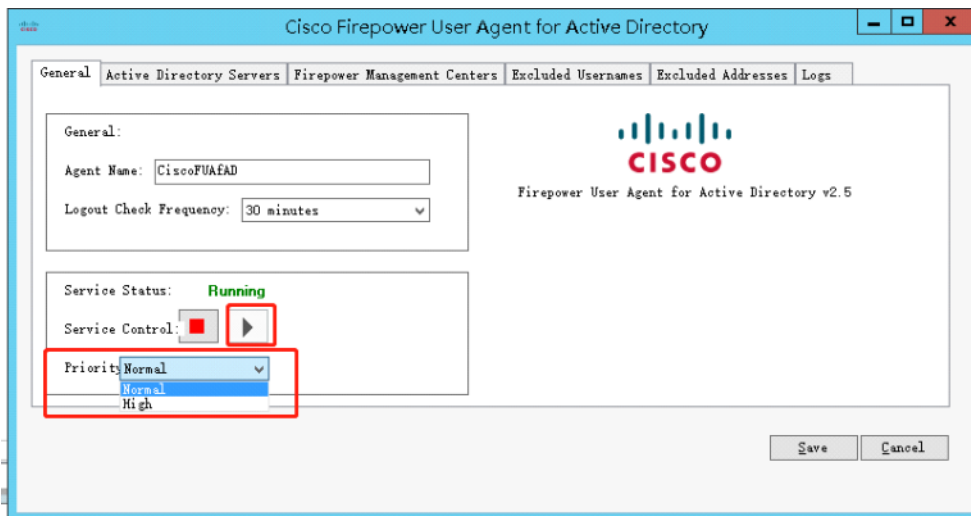 CISCO
Cisco Firepower User Agent for Active Directory
General Active Directory Servers Firepower Management Centers Excluded Usernames Excluded Addresses Logs
General:
Agent Name: CiscoFUAfAD
Logout Check Frequency: 30 minutes
CISCO
Firepower User Agent for Active Directory v2.5
Service Status: Running
Service Control:
Priority Normal
Normal
High
Save Cancel